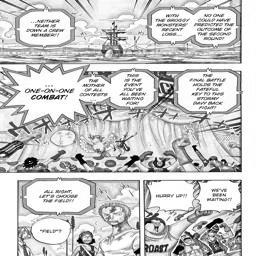 NO ONE COULD
HAVE PREDICTED THE
OUTCOME OF
THE SECOND
ROUND!
WITH
THE GROGGY
MONSTERS'
RECENT
LOSS...
...NEITHER
TEAM IS
DOWN A CREW
MEMBER!!
THE
FINAL BATTLE
HOLDS THE
FATEFUL
KEY TO THIS
STORMY
DAVY BACK
FIGHT!
THIS IS
THE EVENT
YOU'VE
ALL BEEN
WAITING
FOR!
THE
MOTHER
OF ALL
CONTESTS
...
ONE-ON-ONE
COMBAT!
WE'VE
BEEN
WAITING!!
HURRY UP!!
ROAST
ALL RIGHT,
LET'S CHOOSE
THE FIELD!!
"FIELD"?